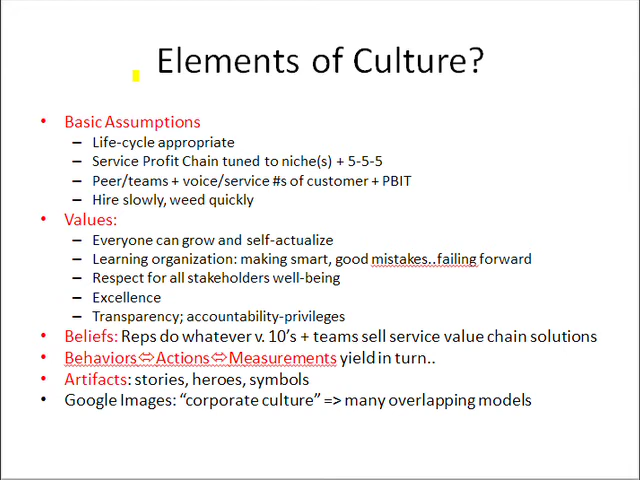 Elements of Culture?
• Basic Assumptions
– Life-cycle appropriate
– Service Profit Chain tuned to niche(s) + 5-5-5
– Peer/teams + voice/service #s of customer + PBIT
– Hire slowly, weed quickly
• Values:
– Everyone can grow and self-actualize
– Learning organization: making smart, good mistakes..failing forward
– Respect for all stakeholders well-being
– Excellence
– Transparency; accountability-privileges
• Beliefs: Reps do whatever v. 10's + teams sell service value chain solutions
• Behaviors⇔Actions⇔Measurements yield in turn..
• Artifacts: stories, heroes, symbols
• Google Images: “corporate culture” => many overlapping models